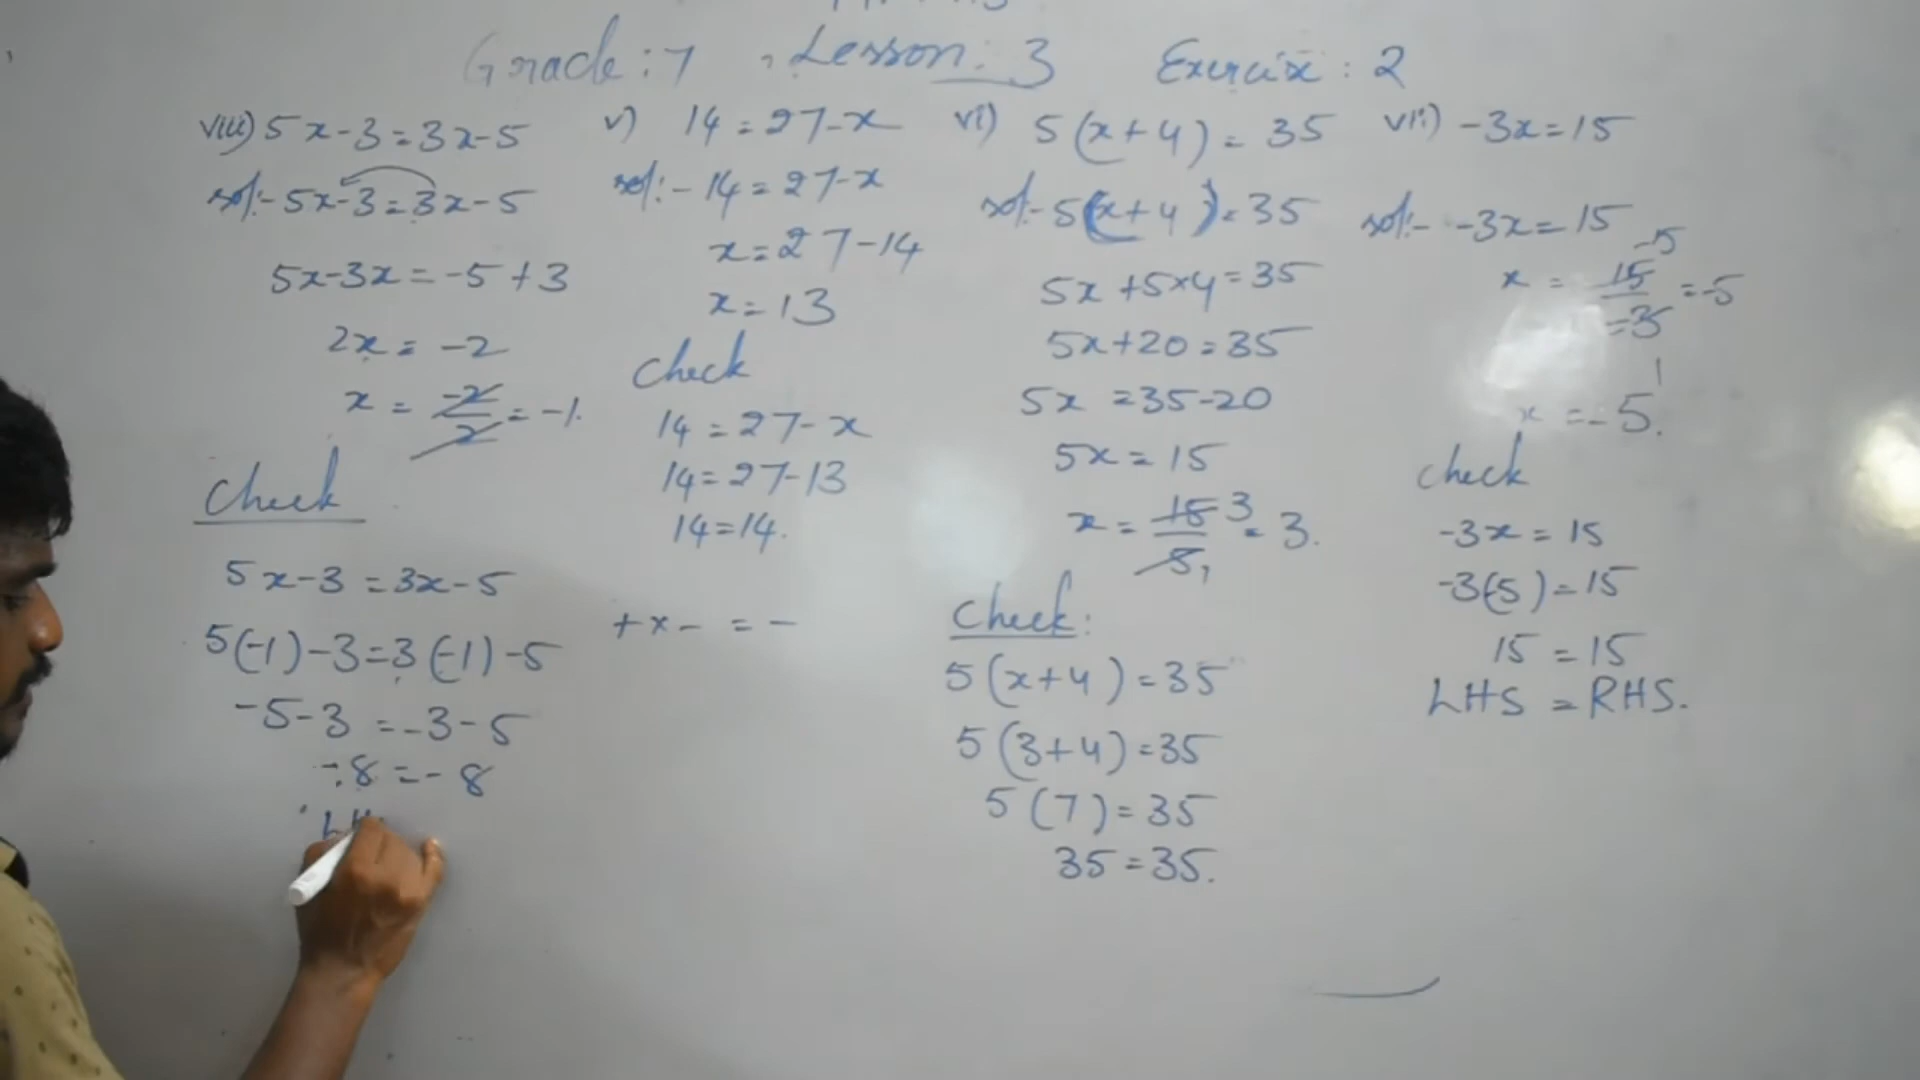 Grade: 7 , Lesson: 3 Exercise: 2
viii) 5x-3=3x-5
sol:- 5x-3=3x-5
5x-3x=-5+3
2x=-2
x=-2/2=-1.
Check
5x-3=3x-5
5(-1)-3=3(-1)-5
-5-3=-3-5
-8=-8
LH
v) 14=27-x
sol:- 14=27-x
x=27-14
x=13
Check
14=27-x
14=27-13
14=14.
+x- = -
vi) 5(x+4)=35
sol:- 5(x+4)=35
5x+5×4=35
5x+20=35
5x=35-20
5x=15
x=15/5 3 1 =3.
Check:
5(x+4)=35
5(3+4)=35
5(7)=35
35=35.
vii) -3x=15
sol:- -3x=15
x=15/-3 -5 =-5
x=-5.
check
-3x=15
-3(-5)=15
15=15
LHS=RHS.